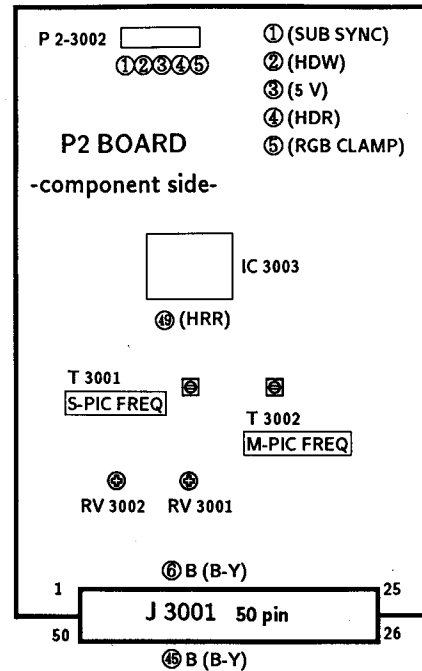 P 2-3002
①②③④⑤
① (SUB SYNC)
② (HDW)
③ (5 V)
④ (HDR)
⑤ (RGB CLAMP)
P2 BOARD
-component side-
IC 3003
㊾ (HRR)
T 3001
S-PIC FREQ
T 3002
M-PIC FREQ
RV 3002 RV 3001
⑥ B (B-Y)
1 25
J 3001 50 pin
50 26
㊺ B (B-Y)